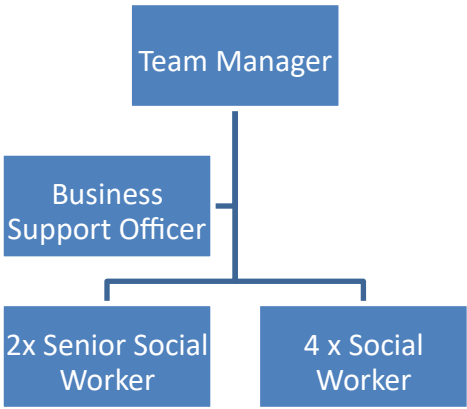 Team Manager
Business
Support Officer
2x Senior Social
Worker
4 x Social
Worker